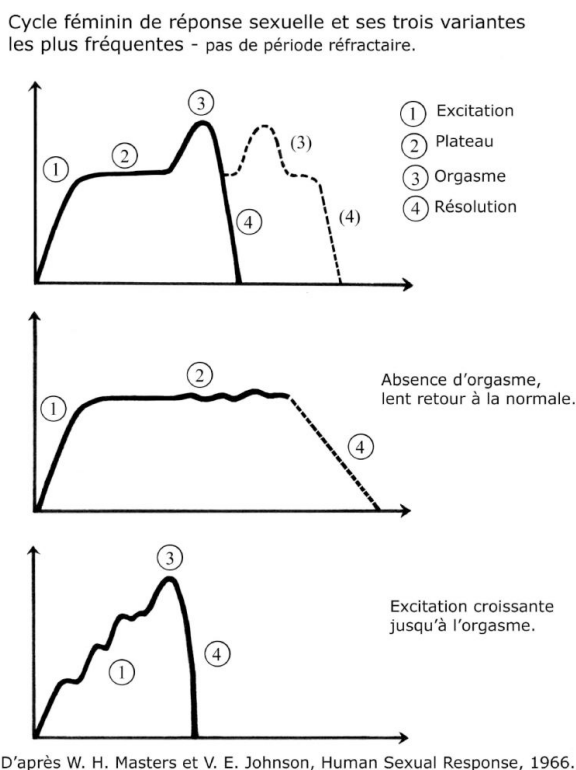 Cycle féminin de réponse sexuelle et ses trois variantes
les plus fréquentes - pas de période réfractaire.
1 Excitation
2 Plateau
3 Orgasme
4 Résolution
1
2
3
(3)
4
(4)
Absence d'orgasme,
lent retour à la normale.
1
2
4
Excitation croissante
jusqu'à l'orgasme.
3
1
4
D'après W. H. Masters et V. E. Johnson, Human Sexual Response, 1966.